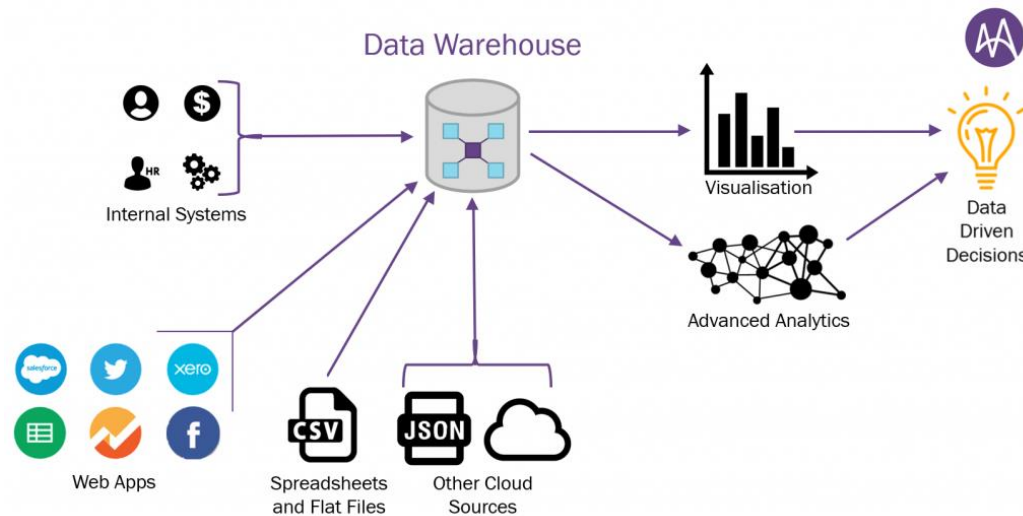 Data Warehouse
$
HR
Internal Systems
Visualisation
Data
Driven
Decisions
Advanced Analytics
salesforce
xero
f
Web Apps
CSV
Spreadsheets
and Flat Files
JSON
Other Cloud
Sources